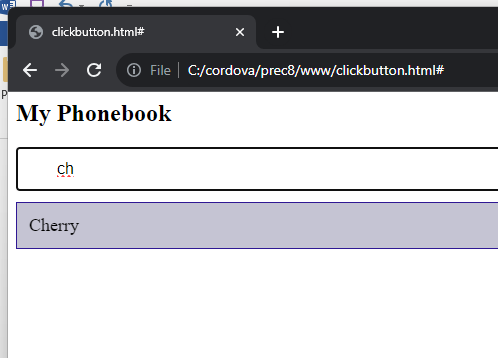 W
clickbutton.html#
File
C:/cordova/prec8/www/clickbutton.html#
P
My Phonebook
ch
Cherry